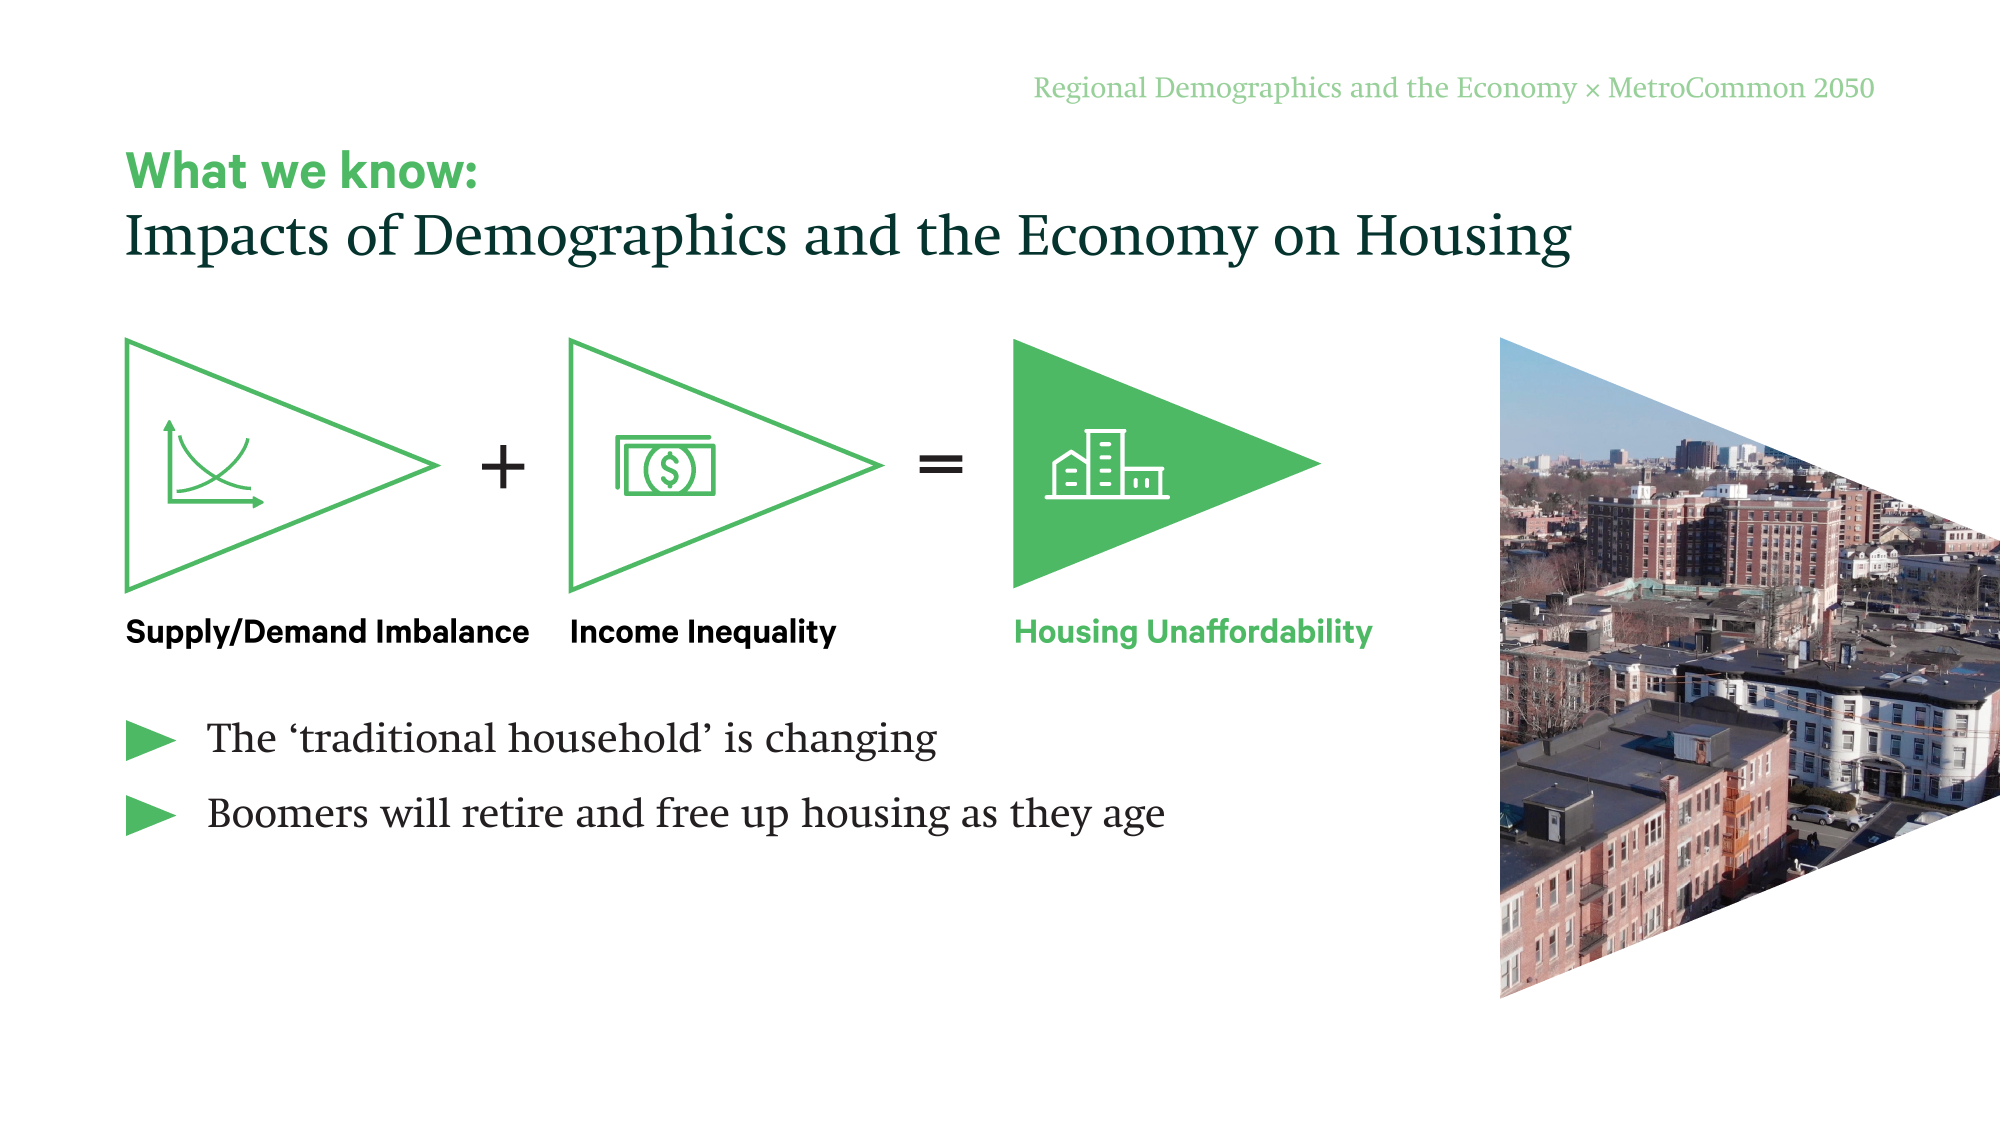 Regional Demographics and the Economy × MetroCommon 2050
What we know:
Impacts of Demographics and the Economy on Housing
+
$
=
Supply/Demand Imbalance
Income Inequality
Housing Unaffordability
The ‘traditional household’ is changing
Boomers will retire and free up housing as they age